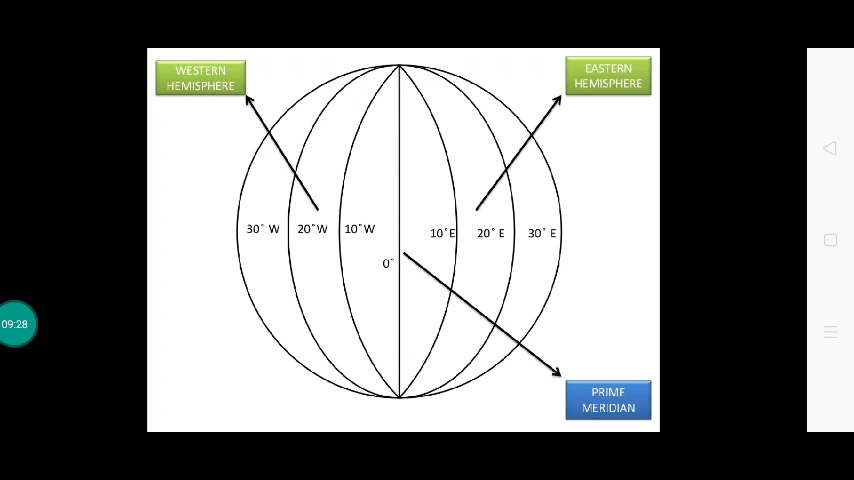 WESTERN
HEMISPHERE
EASTERN
HEMISPHERE
30° W
20°W
10°W
10°E
20° E
30° E
0°
09:28
PRIME
MERIDIAN